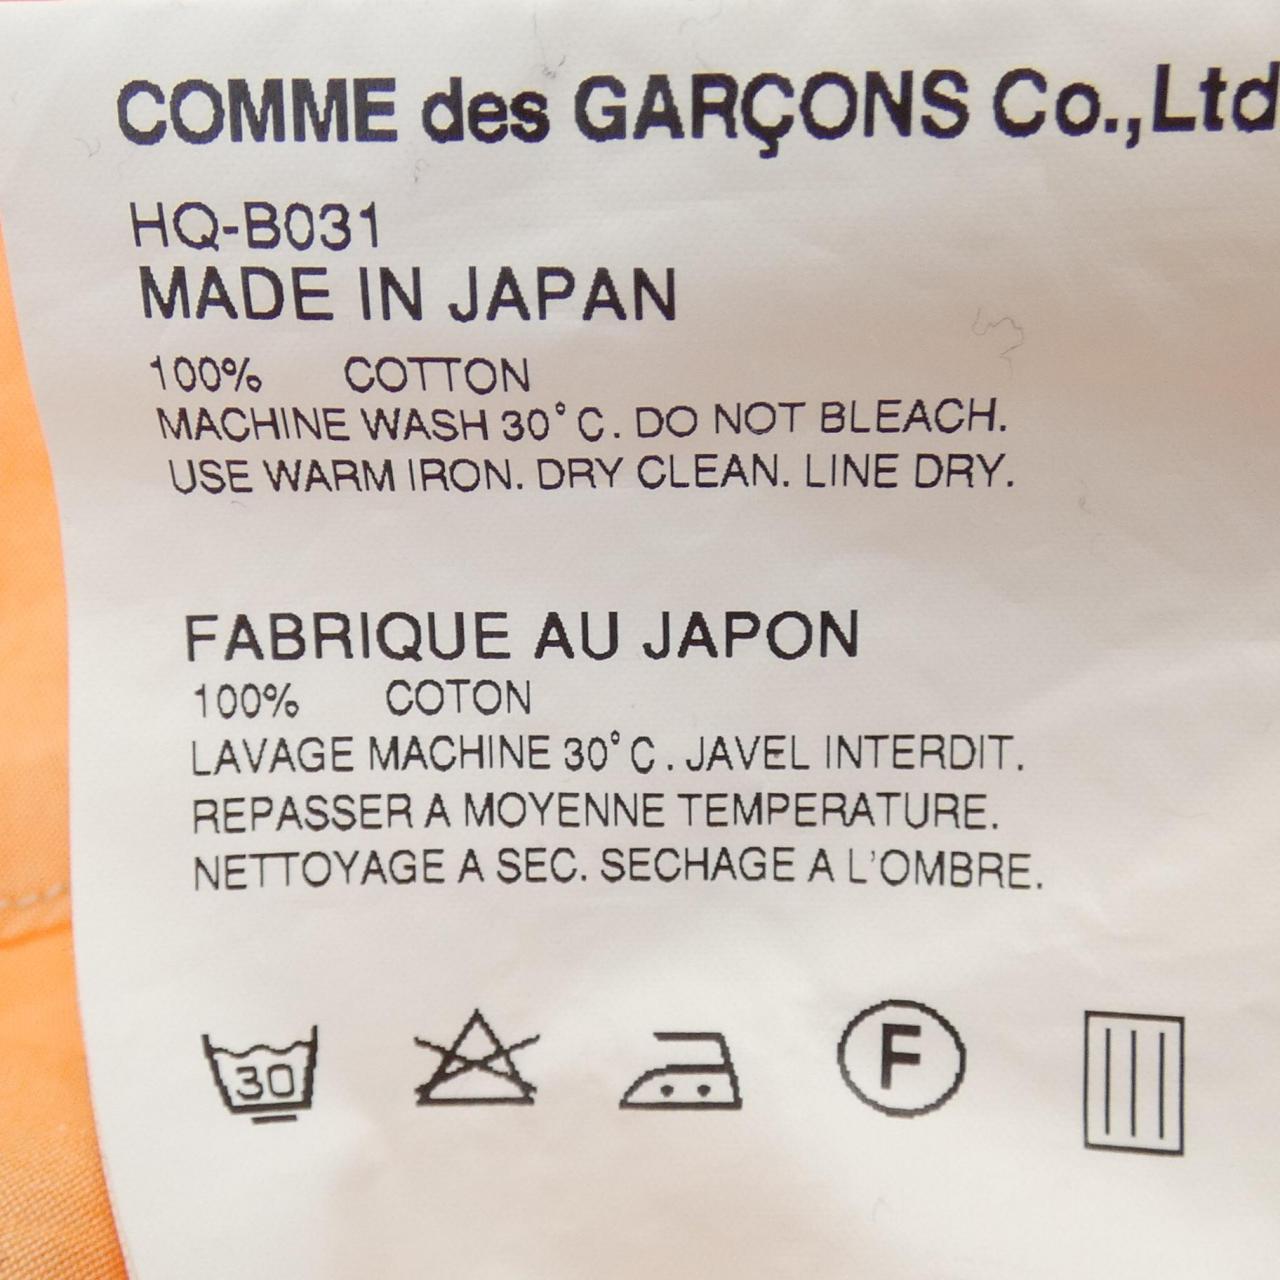 COMME des GARÇONS Co.,Ltd
HQ-B031
MADE IN JAPAN
100% COTTON
MACHINE WASH 30°C. DO NOT BLEACH.
USE WARM IRON. DRY CLEAN. LINE DRY.
FABRIQUE AU JAPON
100% COTON
LAVAGE MACHINE 30°C. JAVEL INTERDIT.
REPASSER A MOYENNE TEMPERATURE.
NETTOYAGE A SEC. SECHAGE A L'OMBRE.
30 F